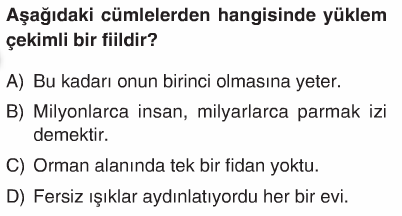 Aşağıdaki cümlelerden hangisinde yüklem
çekimli bir fiildir?
A) Bu kadarı onun birinci olmasına yeter.
B) Milyonlarca insan, milyarlarca parmak izi
demektir.
C) Orman alanında tek bir fidan yoktu.
D) Fersiz ışıklar aydınlatıyordu her bir evi.